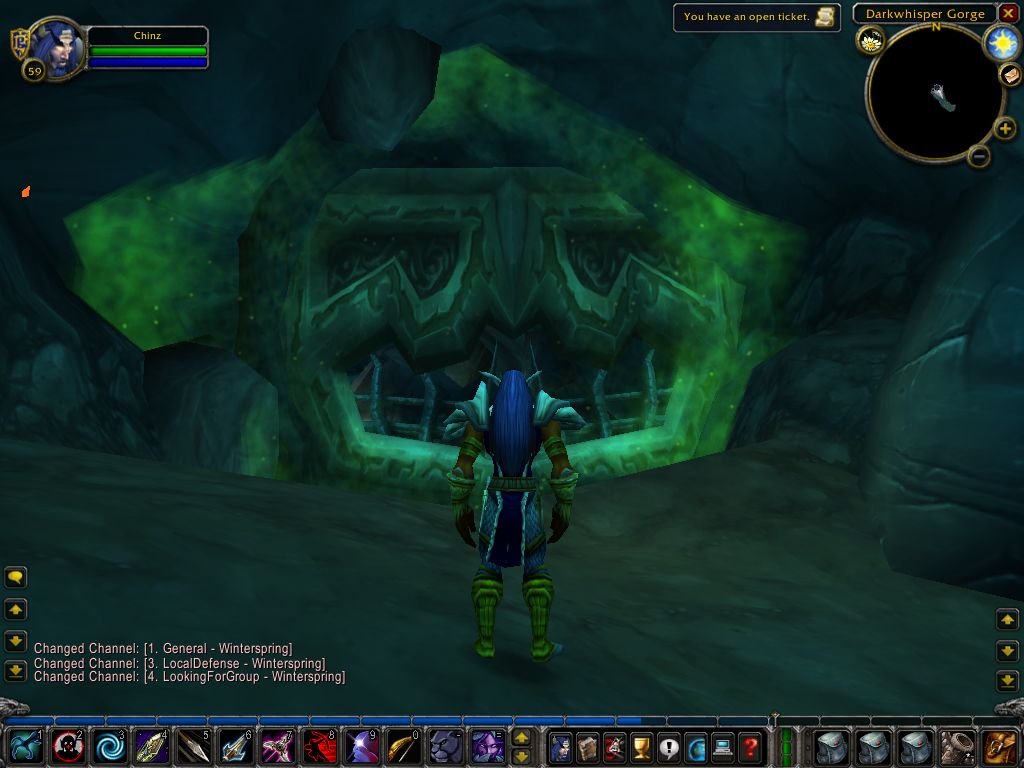 You have an open ticket.
Darkwhisper Gorge
N
Chinz
59
Changed Channel: [1. General - Winterspring]
Changed Channel: [3. LocalDefense - Winterspring]
Changed Channel: [4. LookingForGroup - Winterspring]
1 2 3 4 5 6 7 8 9 0 - =